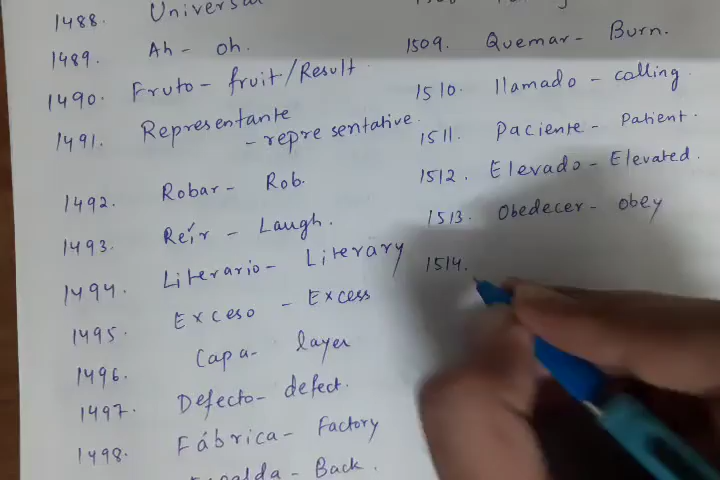 1488. Universal
1489. Ah - oh.
1490. Fruto - fruit/Result.
1491. Representante
- representative.
1492. Robar - Rob.
1493. Reír - Laugh.
1494. Literario - Literary
1495. Exceso - Excess
1496. Capa - layer
1497. Defecto - defect.
1498. Fábrica - Factory
- Back.
1509. Quemar - Burn.
1510. llamado - calling.
1511. Paciente - Patient.
1512. Elevado - Elevated.
1513. Obedecer - obey
1514.